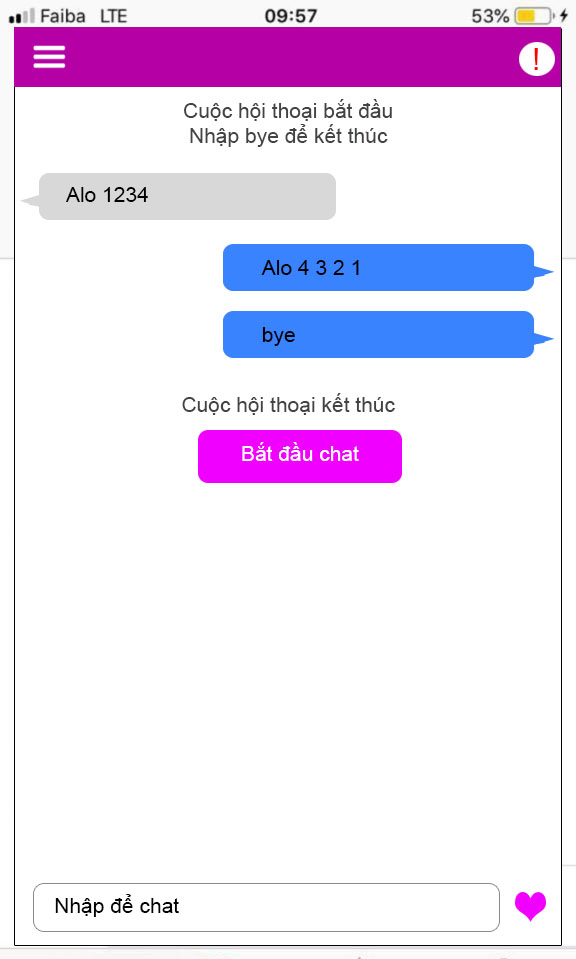 Faiba LTE 09:57 53%
!
Cuộc hội thoại bắt đầu
Nhập bye để kết thúc
Alo 1234
Alo 4 3 2 1
bye
Cuộc hội thoại kết thúc
Bắt đầu chat
Nhập để chat